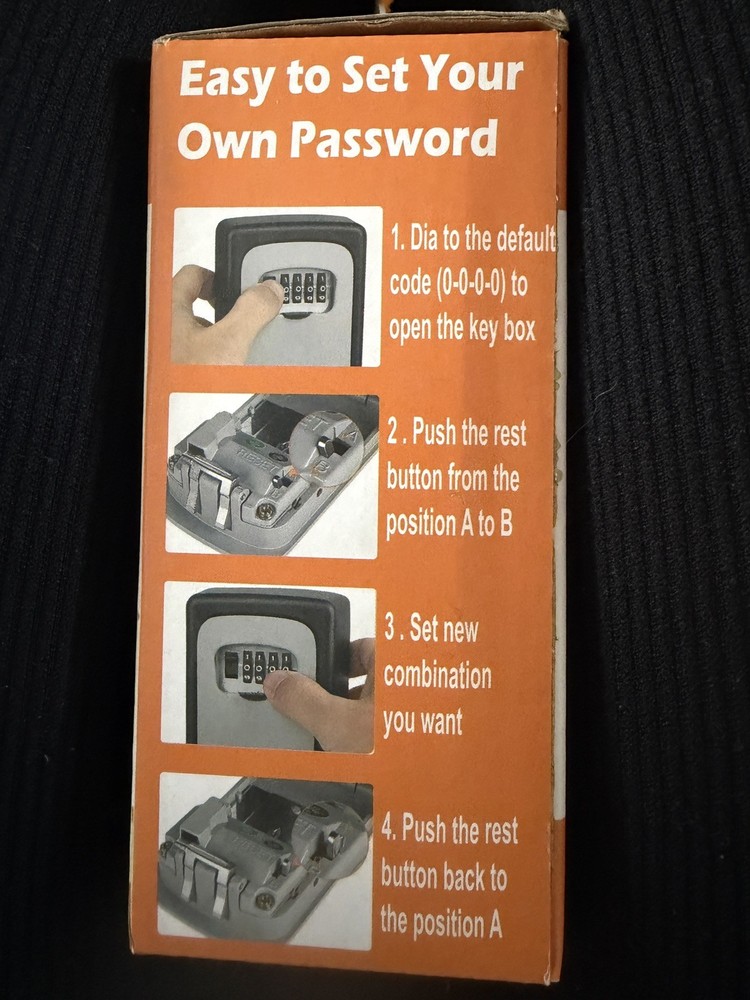 Easy to Set Your
Own Password
1. Dia to the default
code (0-0-0-0) to
open the key box
2 . Push the rest
button from the
position A to B
3 . Set new
combination
you want
4. Push the rest
button back to
the position A